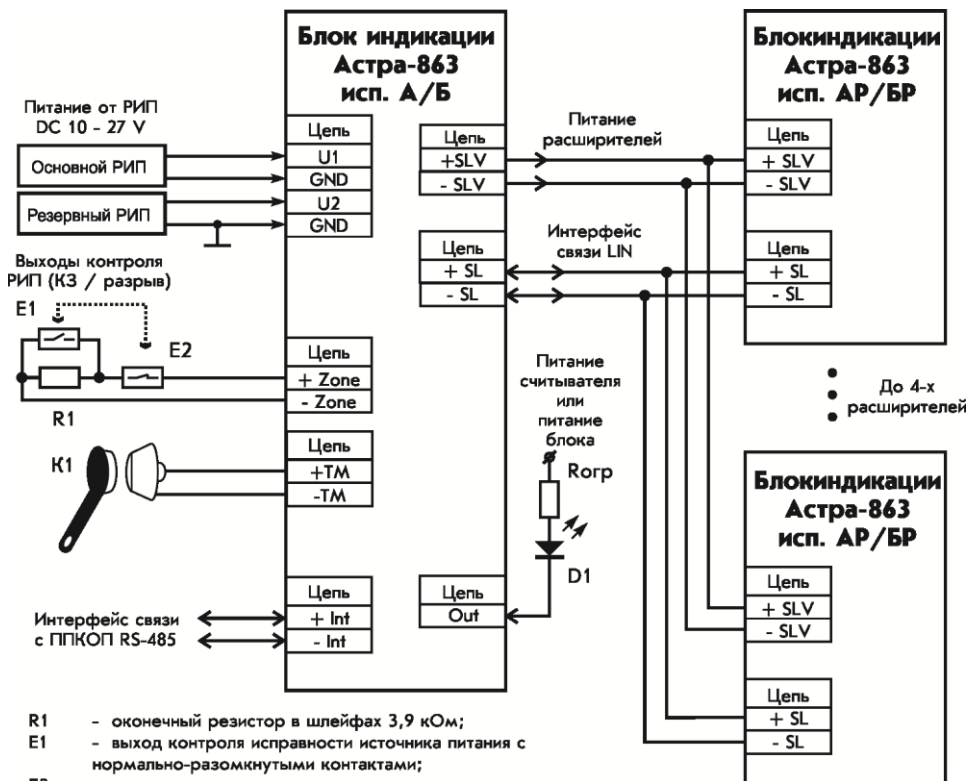 Блок индикации
Астра-863
исп. А/Б
Питание от РИП
DC 10 - 27 V
Основной РИП
Резервный РИП
Цепь
U1
GND
U2
GND
Выходы контроля
РИП (КЗ / разрыв)
E1
E2
R1
Цепь
+ Zone
- Zone
K1
Цепь
+TM
-TM
Интерфейс связи
с ППКОП RS-485
Цепь
+ Int
- Int
Цепь
+SLV
- SLV
Цепь
+ SL
- SL
Цепь
Out
Питание
расширителей
Интерфейс
связи LIN
Питание
считывателя
или
питание
блока
Rогр
D1
Блокиндикации
Астра-863
исп. АР/БР
Цепь
+ SLV
- SLV
Цепь
+ SL
- SL
До 4-х
расширителей
Блокиндикации
Астра-863
исп. АР/БР
Цепь
+ SLV
- SLV
Цепь
+ SL
- SL
R1 - оконечный резистор в шлейфах 3,9 кОм;
E1 - выход контроля исправности источника питания с
нормально-разомкнутыми контактами;